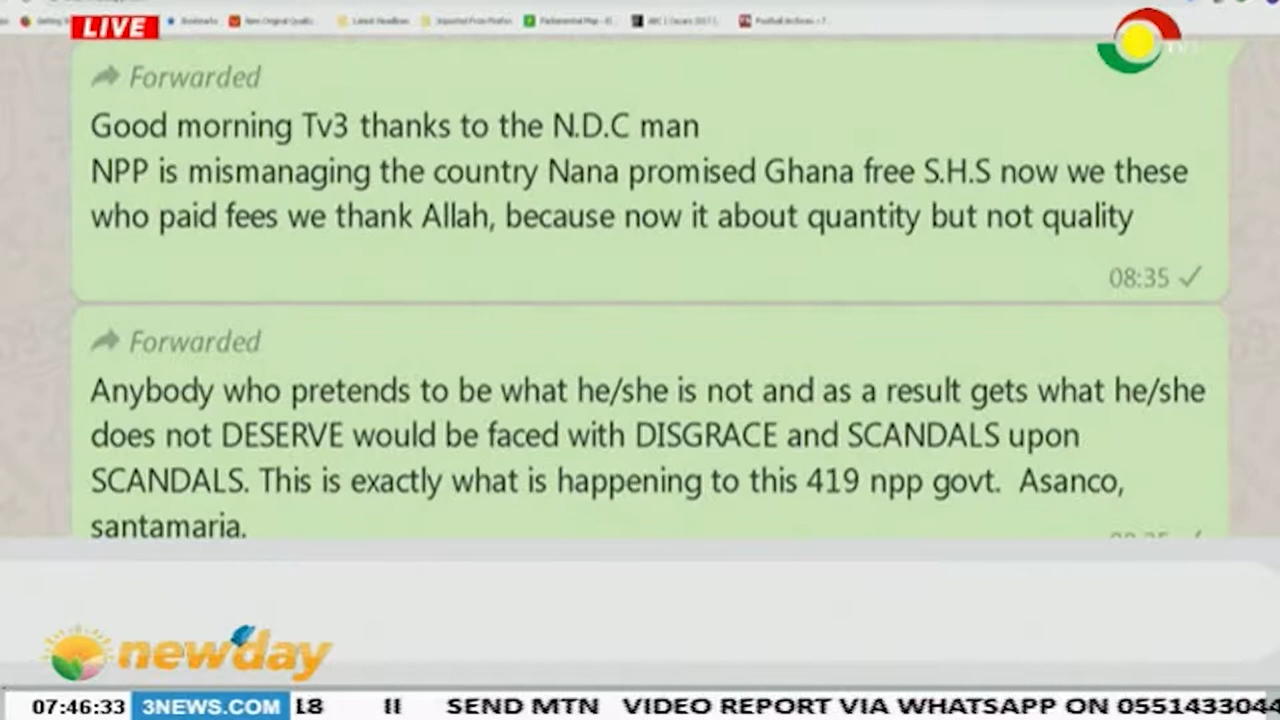 LIVE
Bookmarks
TV3
Forwarded
Good morning Tv3 thanks to the N.D.C man
NPP is mismanaging the country Nana promised Ghana free S.H.S now we these
who paid fees we thank Allah, because now it about quantity but not quality
08:35
Forwarded
Anybody who pretends to be what he/she is not and as a result gets what he/she
does not DESERVE would be faced with DISGRACE and SCANDALS upon
SCANDALS. This is exactly what is happening to this 419 npp govt. Asanco,
santamaria.
newday
07:46:33 3NEWS.COM L8 II SEND MTN VIDEO REPORT VIA WHATSAPP ON 0551433044